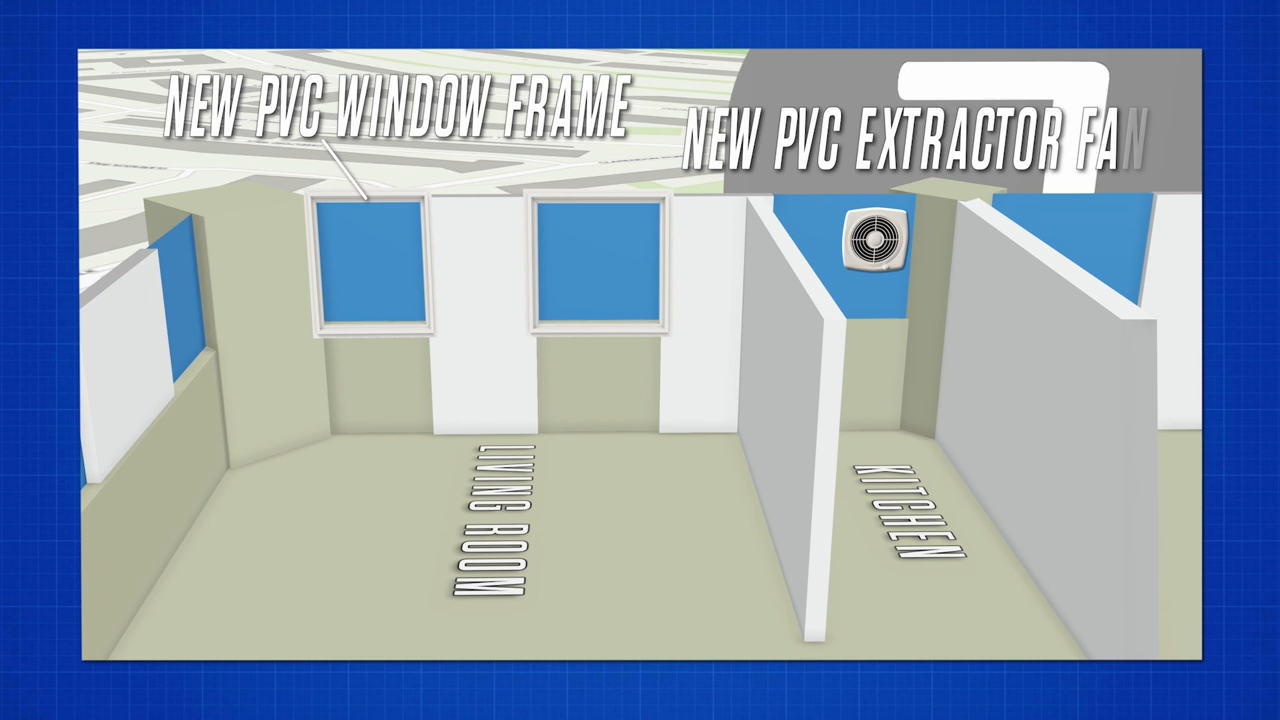 NEW PVC WINDOW FRAME
NEW PVC EXTRACTOR FAN
LIVING ROOM
KITCHEN